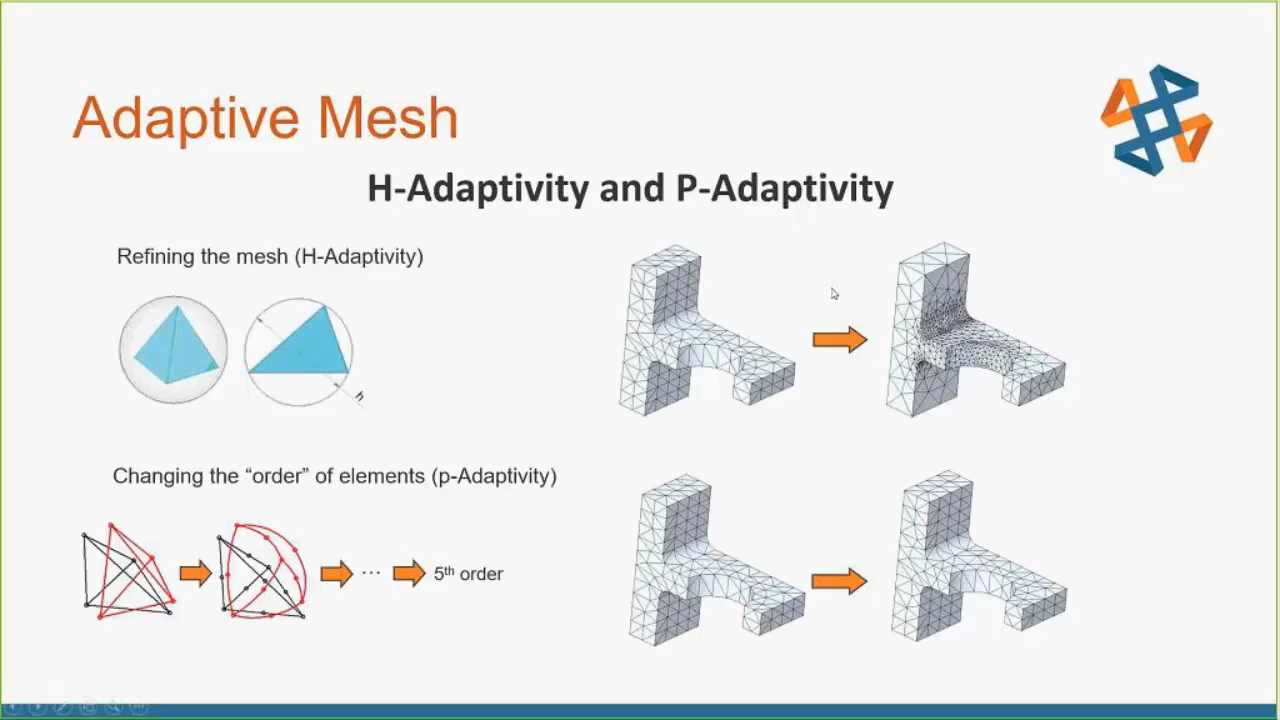 Adaptive Mesh
H-Adaptivity and P-Adaptivity
Refining the mesh (H-Adaptivity)
h
Changing the “order” of elements (p-Adaptivity)
... 5th order